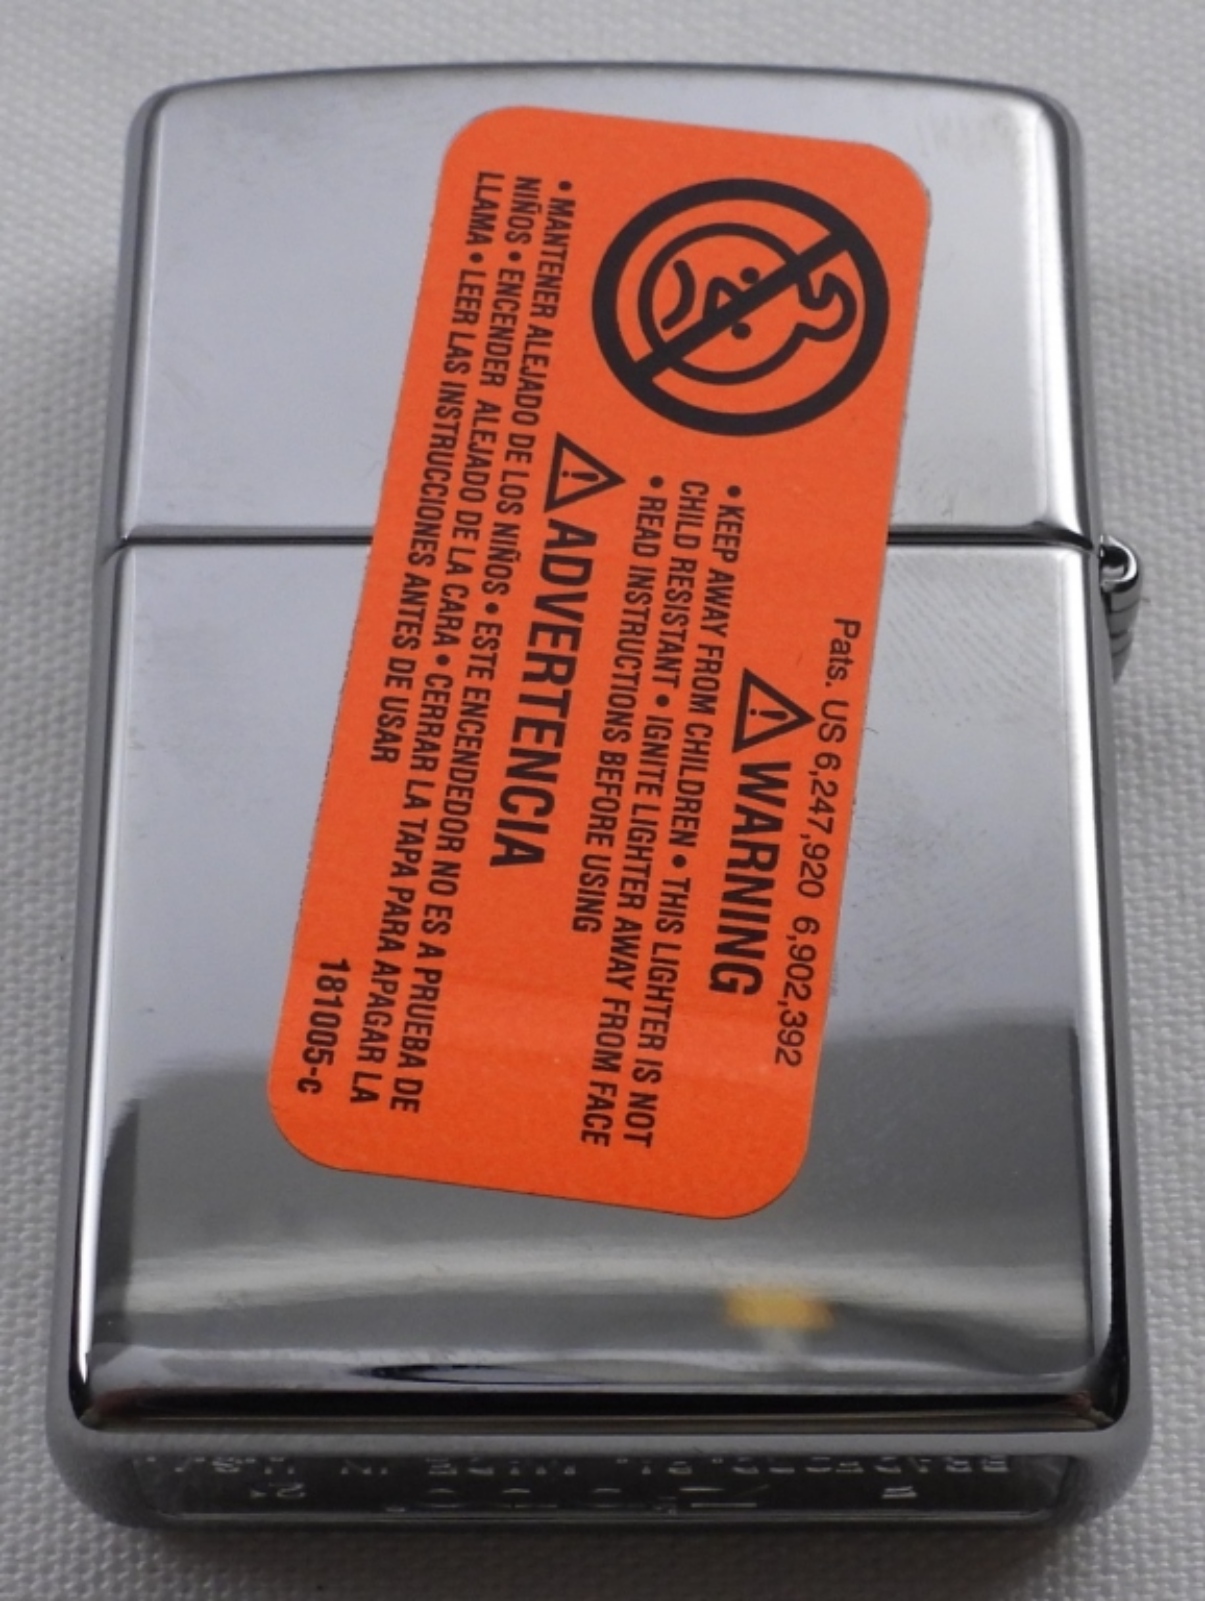 Pats. US 6,247,920 6,902,392
WARNING
• KEEP AWAY FROM CHILDREN • THIS LIGHTER IS NOT
CHILD RESISTANT • IGNITE LIGHTER AWAY FROM FACE
• READ INSTRUCTIONS BEFORE USING
ADVERTENCIA
• MANTENER ALEJADO DE LOS NIÑOS • ESTE ENCENDEDOR NO ES A PRUEBA DE
NIÑOS • ENCENDER ALEJADO DE LA CARA • CERRAR LA TAPA PARA APAGAR LA
LLAMA • LEER LAS INSTRUCCIONES ANTES DE USAR
181005-c